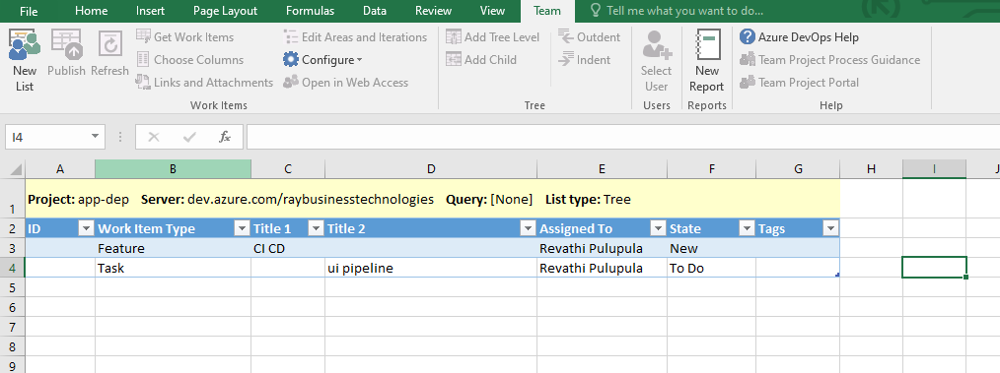 File Home Insert Page Layout Formulas Data Review View Team Tell me what you want to do...
New List
Publish
Refresh
Get Work Items
Choose Columns
Links and Attachments
Edit Areas and Iterations
Configure
Open in Web Access
Work Items
Add Tree Level
Add Child
Outdent
Indent
Tree
Select User
Users
New Report
Reports
Azure DevOps Help
Team Project Process Guidance
Team Project Portal
Help
I4 fx
A B C D E F G H I J
1 Project: app-dep Server: dev.azure.com/raybusinesstechnologies Query: [None] List type: Tree
2 ID Work Item Type Title 1 Title 2 Assigned To State Tags
3 Feature CI CD Revathi Pulupula New
4 Task ui pipeline Revathi Pulupula To Do
5
6
7
8
9